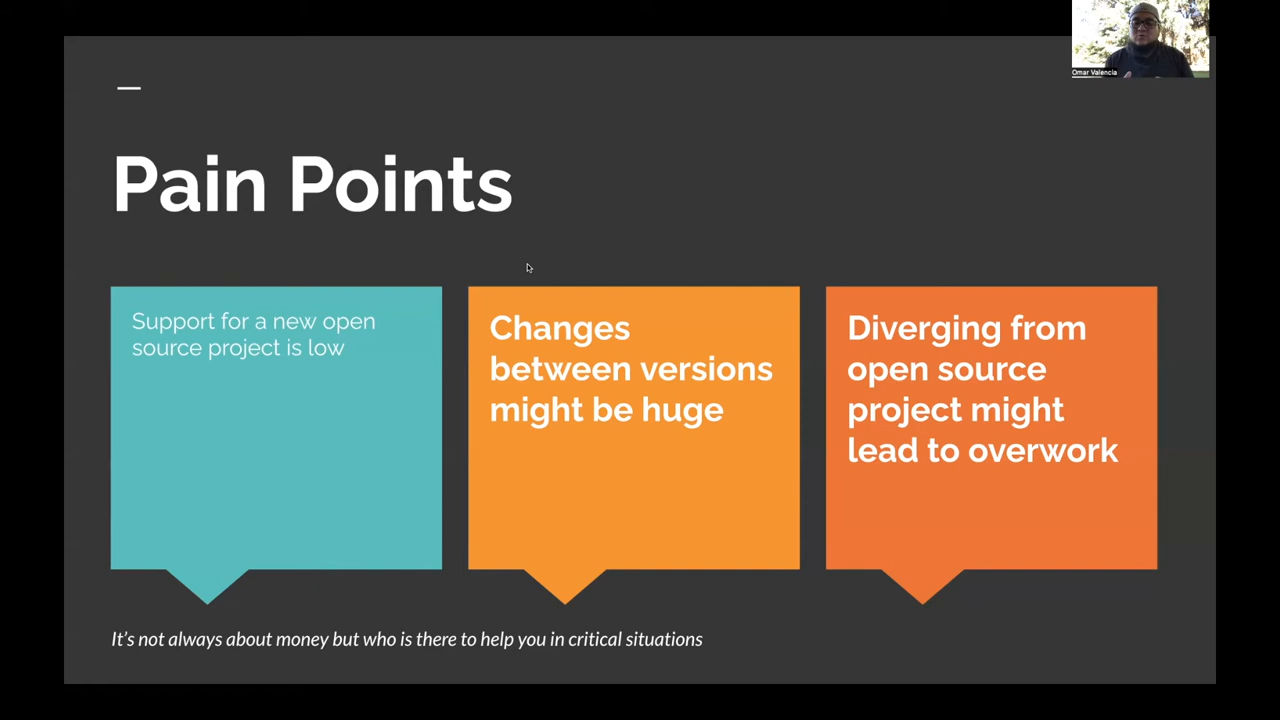 Omar Valencia
Pain Points
Support for a new open
source project is low
Changes
between versions
might be huge
Diverging from
open source
project might
lead to overwork
It's not always about money but who is there to help you in critical situations